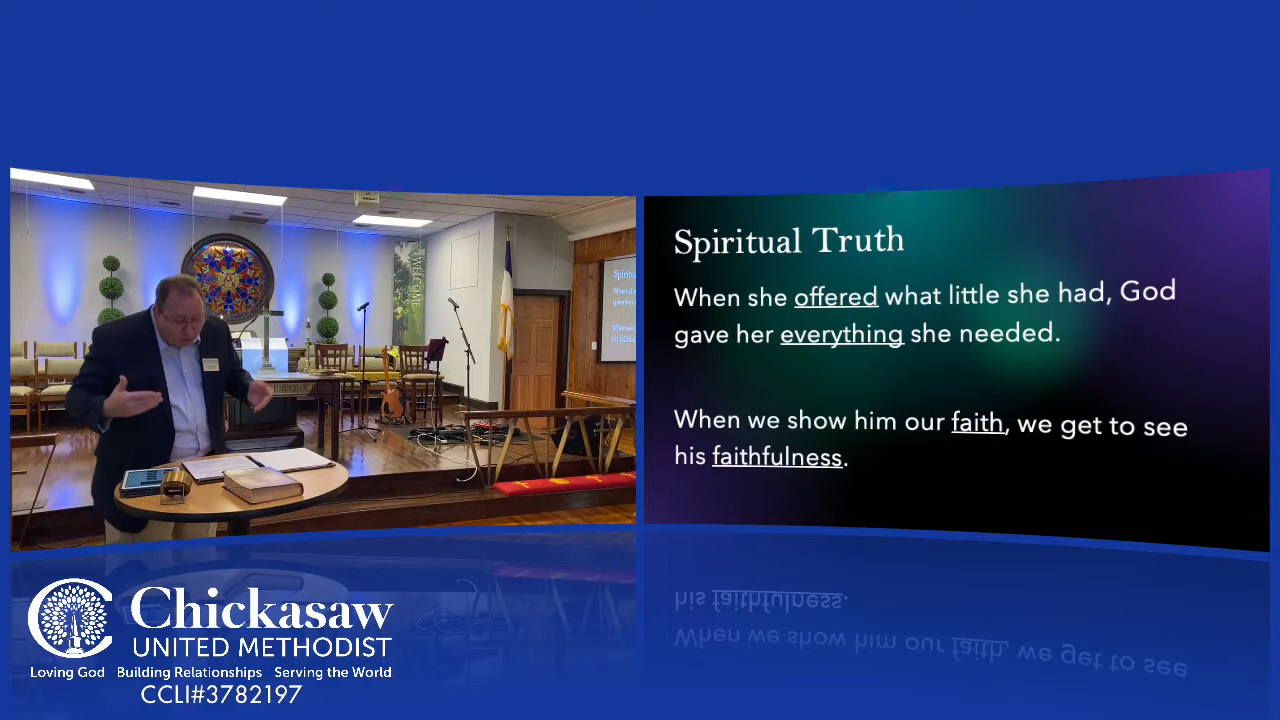 WELCOME
Spiritual Truth
When she offered what little she had, God
gave her everything she needed.
When we show him our faith, we get to see
his faithfulness.
Chickasaw
UNITED METHODIST
Loving God Building Relationships Serving the World
CCLI#3782197